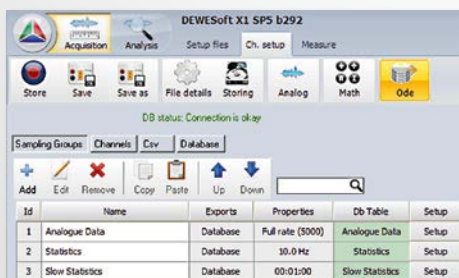 DEWESoft X1 SP5 b292
Acquisition Analysis Setup files Ch. setup Measure
Store Save Save as File details Storing Analog Math Ode
DB status: Connection is okay
Sampling Groups Channels Csv Database
Add Edit Remove Copy Paste Up Down
Id Name Exports Properties Db Table Setup
1 Analogue Data Database Full rate (5000) Analogue Data Setup
2 Statistics Database 10.0 Hz Statistics Setup
3 Slow Statistics Database 00:01:00 Slow Statistics Setup